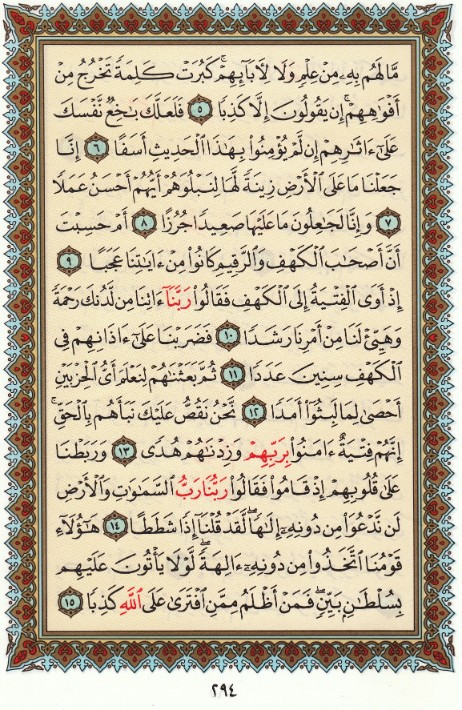 مَّا لَهُم بِهِۦ مِنْ عِلْمٍ وَلَا لِأَبَآئِهِمْ ۚ كَبُرَتْ كَلِمَةً تَخْرُجُ مِنْ
أَفْوَٰهِهِمْ ۚ إِن يَقُولُونَ إِلَّا كَذِبًا ٥ فَلَعَلَّكَ بَٰخِعٌ نَّفْسَكَ
عَلَىٰٓ ءَاثَٰرِهِمْ إِن لَّمْ يُؤْمِنُوا۟ بِهَٰذَا ٱلْحَدِيثِ أَسَفًا ٦ إِنَّا
جَعَلْنَا مَا عَلَى ٱلْأَرْضِ زِينَةً لَّهَا لِنَبْلُوَهُمْ أَيُّهُمْ أَحْسَنُ عَمَلًا
٧ وَإِنَّا لَجَٰعِلُونَ مَا عَلَيْهَا صَعِيدًا جُرُزًا ٨ أَمْ حَسِبْتَ
أَنَّ أَصْحَٰبَ ٱلْكَهْفِ وَٱلرَّقِيمِ كَانُوا۟ مِنْ ءَايَٰتِنَا عَجَبًا ٩
إِذْ أَوَى ٱلْفِتْيَةُ إِلَى ٱلْكَهْفِ فَقَالُوا۟ رَبَّنَآ ءَاتِنَا مِن لَّدُنكَ رَحْمَةً
وَهَيِّئْ لَنَا مِنْ أَمْرِنَا رَشَدًا ١٠ فَضَرَبْنَا عَلَىٰٓ ءَاذَانِهِمْ فِى
ٱلْكَهْفِ سِنِينَ عَدَدًا ١١ ثُمَّ بَعَثْنَٰهُمْ لِنَعْلَمَ أَىُّ ٱلْحِزْبَيْنِ
أَحْصَىٰ لِمَا لَبِثُوٓا۟ أَمَدًا ١٢ نَّحْنُ نَقُصُّ عَلَيْكَ نَبَأَهُم بِٱلْحَقِّ ۚ
إِنَّهُمْ فِتْيَةٌ ءَامَنُوا۟ بِرَبِّهِمْ وَزِدْنَٰهُمْ هُدًى ١٣ وَرَبَطْنَا
عَلَىٰ قُلُوبِهِمْ إِذْ قَامُوا۟ فَقَالُوا۟ رَبُّنَا رَبُّ ٱلسَّمَٰوَٰتِ وَٱلْأَرْضِ
لَن نَّدْعُوَا۟ مِن دُونِهِۦٓ إِلَٰهًا ۖ لَّقَدْ قُلْنَآ إِذًا شَطَطًا ١٤ هَٰٓؤُلَآءِ
قَوْمُنَا ٱتَّخَذُوا۟ مِن دُونِهِۦٓ ءَالِهَةً ۖ لَّوْلَا يَأْتُونَ عَلَيْهِم
بِسُلْطَٰنٍۭ بَيِّنٍ ۖ فَمَنْ أَظْلَمُ مِمَّنِ ٱفْتَرَىٰ عَلَى ٱللَّهِ كَذِبًا ١٥
٢٩٤